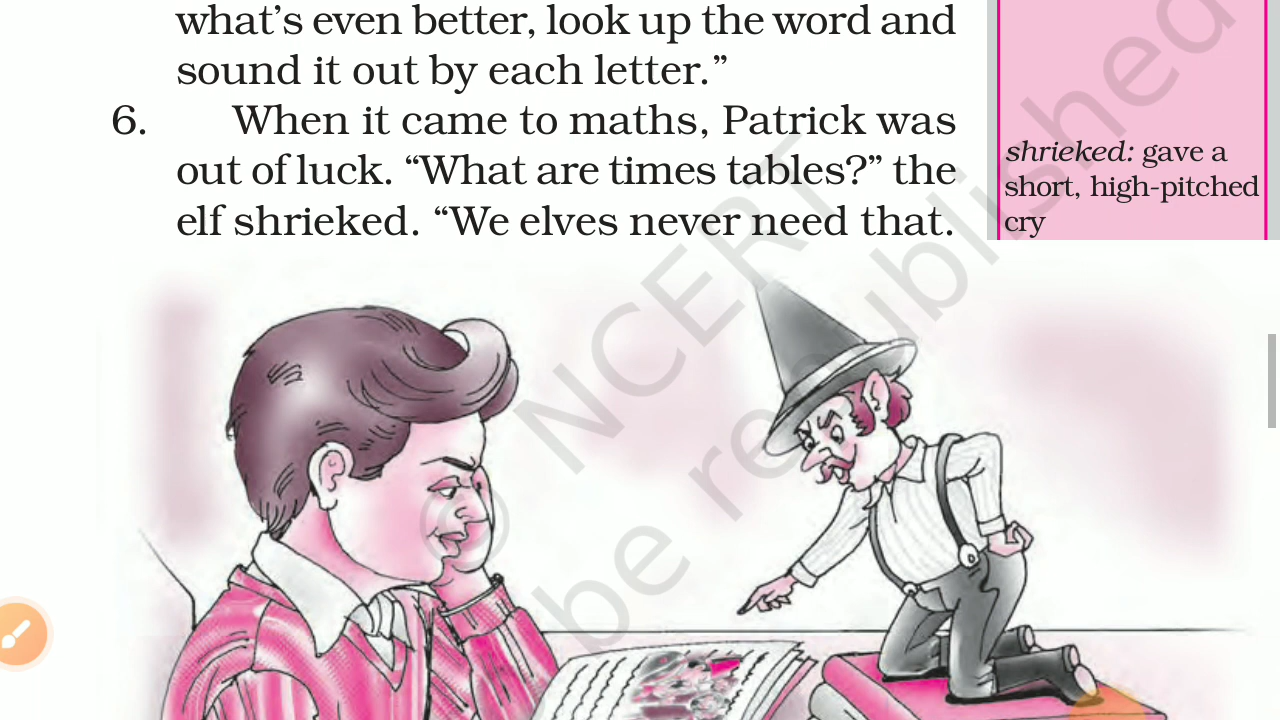 what's even better, look up the word and
sound it out by each letter.”
6. When it came to maths, Patrick was
out of luck. “What are times tables?” the
elf shrieked. “We elves never need that.
shrieked: gave a
short, high-pitched
cry
© NCERT
be republished